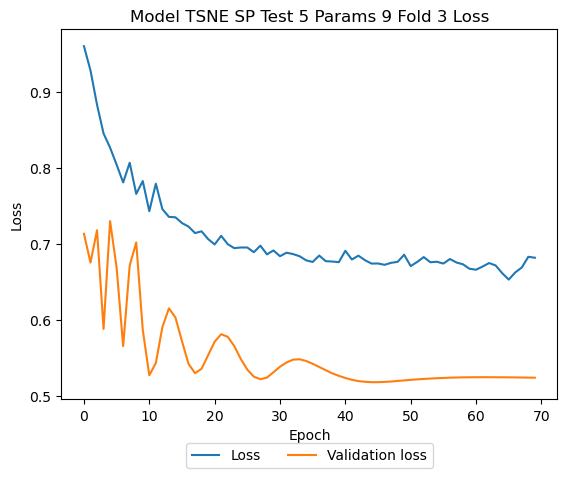 Model TSNE SP Test 5 Params 9 Fold 3 Loss
Loss
0.9
0.8
0.7
0.6
0.5
0 10 20 30 40 50 60 70
Epoch
Loss Validation loss